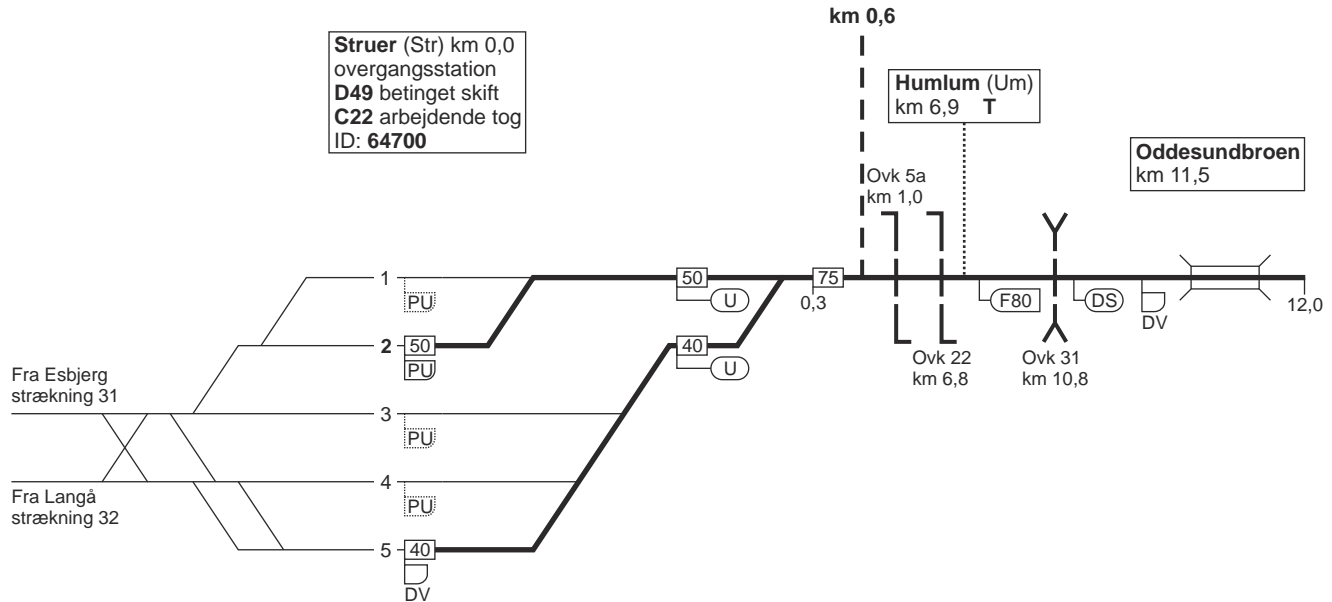 km 0,6
Struer (Str) km 0,0
overgangsstation
D49 betinget skift
C22 arbejdende tog
ID: 64700
Humlum (Um)
km 6,9 T
Oddesundbroen
km 11,5
Ovk 5a
km 1,0
1
PU
50
U
75
0,3
F80
DS
DV
12,0
2
50
PU
40
U
Ovk 22
km 6,8
Ovk 31
km 10,8
Fra Esbjerg
strækning 31
3
PU
4
PU
Fra Langå
strækning 32
5
40
DV